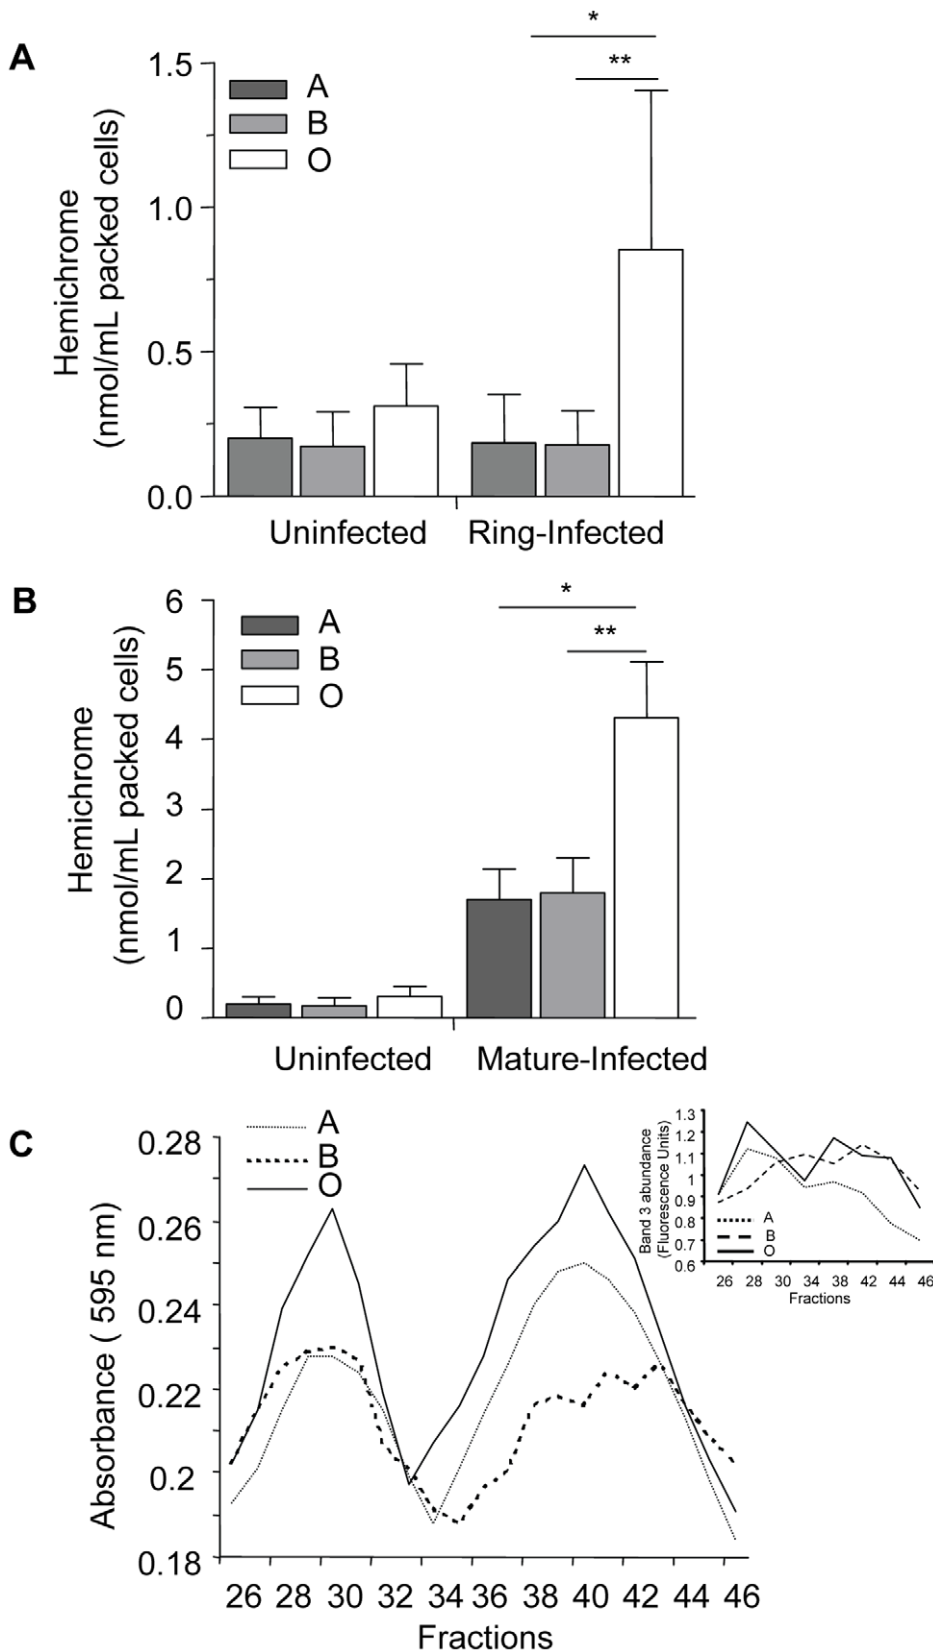 A
*
**
1.5
A
B
O
1.0
Hemichrome
(nmol/mL packed cells)
0.5
0.0
Uninfected Ring-Infected
B
6
*
A
**
B
5
O
4
Hemichrome
(nmol/mL packed cells)
3
2
1
0
Uninfected Mature-Infected
C
0.28
A
B
O
0.26
0.24
0.22
0.2
0.18
Absorbance ( 595 nm)
26 28 30 32 34 36 38 40 42 44 46
Fractions
1.3
1.2
1.1
1
0.9
0.8
0.7
0.6
Band 3 abundance
(Fluorescence Units)
A
B
O
26 28 30 34 38 42 44 46
Fractions